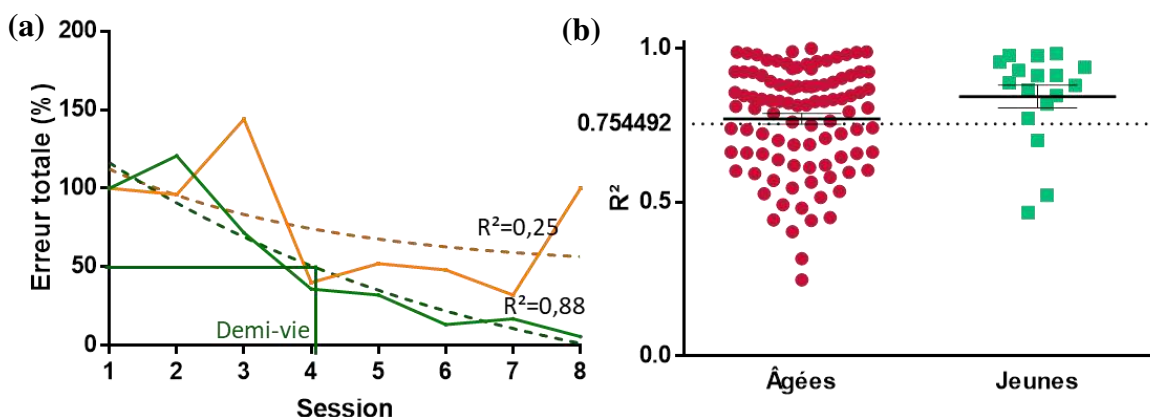 (a)
Erreur totale (%)
200
150
100
50
0
R²=0,25
R²=0,88
Demi-vie
1 2 3 4 5 6 7 8
Session
(b)
R²
1.0
0.754492
0.5
0.0
Âgées Jeunes